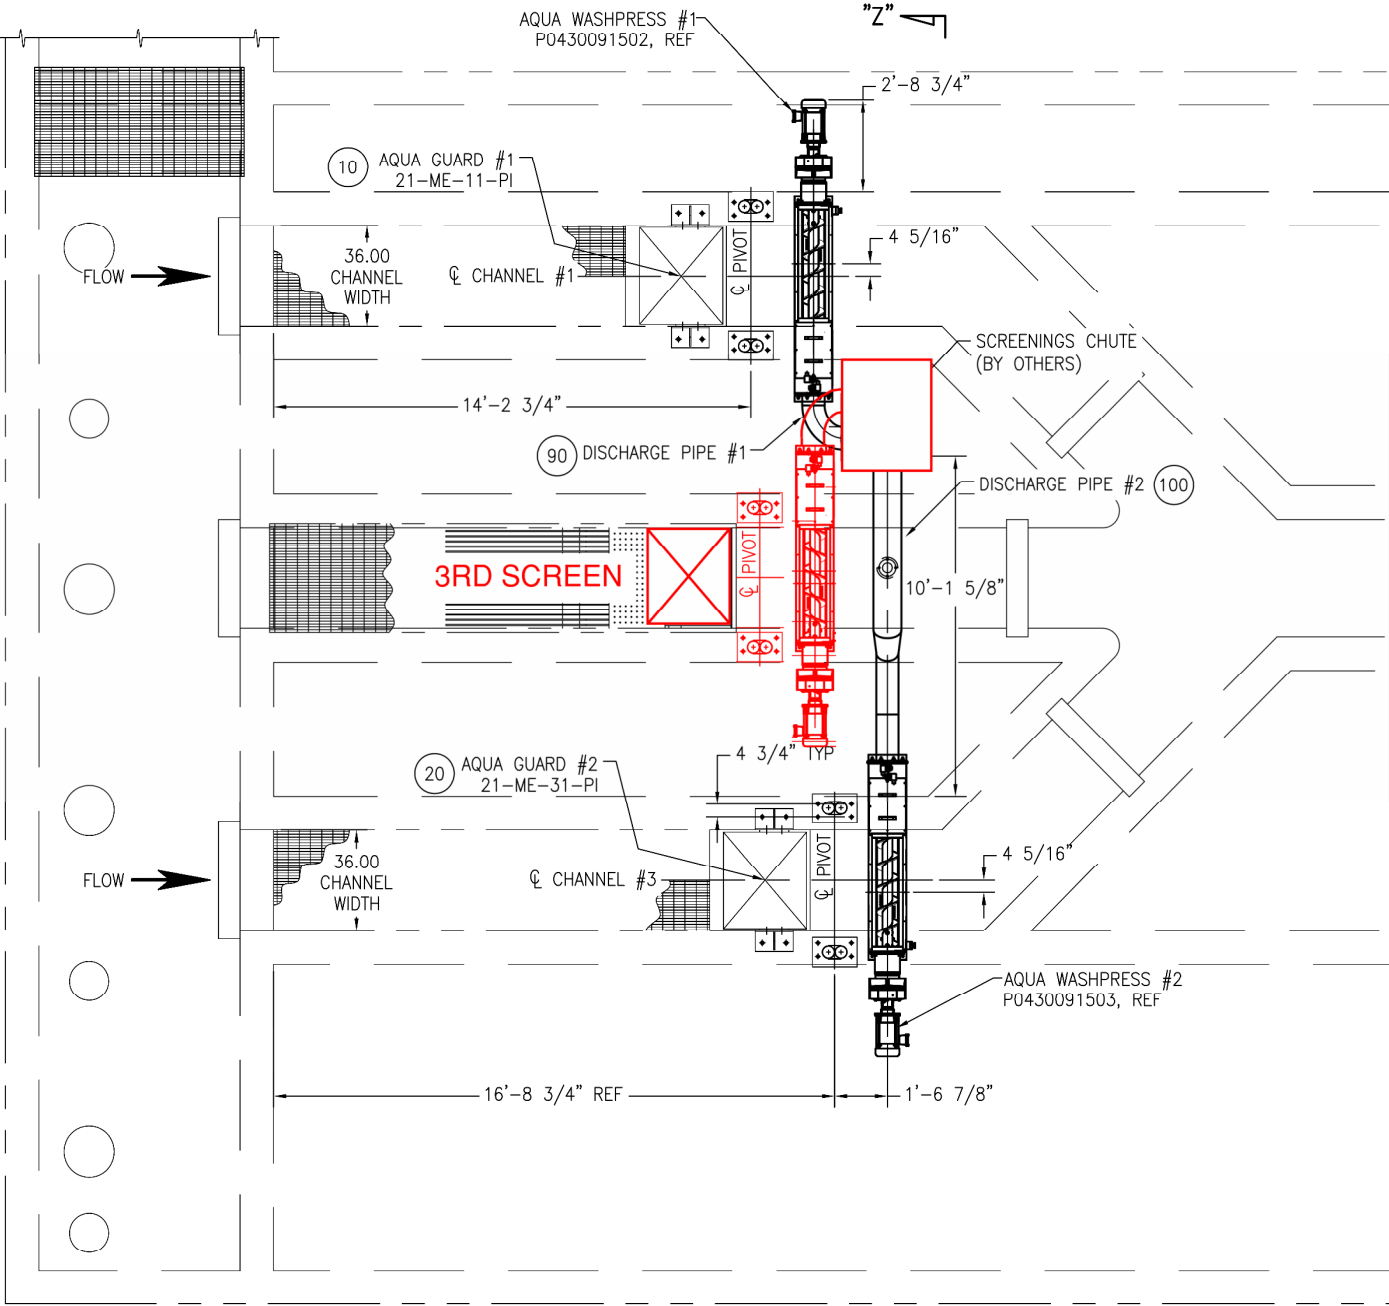 AQUA WASHPRESS #1
P0430091502, REF
"Z"
2'-8 3/4"
10
AQUA GUARD #1
21-ME-11-PI
36.00
CHANNEL
WIDTH
FLOW
℄ CHANNEL #1
℄ PIVOT
4 5/16"
SCREENINGS CHUTE
(BY OTHERS)
14'-2 3/4"
90
DISCHARGE PIPE #1
DISCHARGE PIPE #2
100
3RD SCREEN
℄ PIVOT
10'-1 5/8"
4 3/4" TYP
20
AQUA GUARD #2
21-ME-31-PI
36.00
CHANNEL
WIDTH
FLOW
℄ CHANNEL #3
℄ PIVOT
4 5/16"
AQUA WASHPRESS #2
P0430091503, REF
16'-8 3/4" REF
1'-6 7/8"